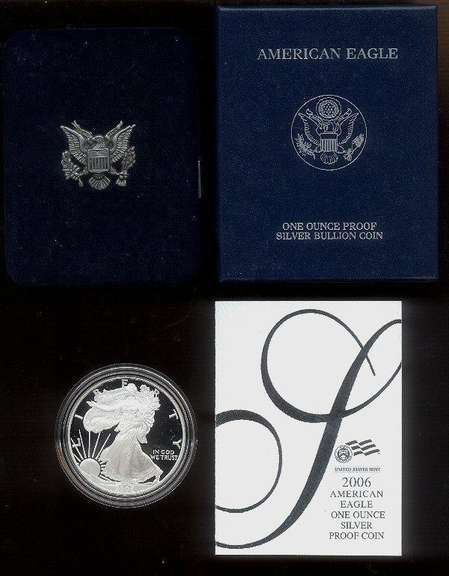 AMERICAN EAGLE
ONE OUNCE PROOF
SILVER BULLION COIN
LIBERTY
IN GOD
WE TRUST
UNITED STATES MINT
2006
AMERICAN
EAGLE
ONE OUNCE
SILVER
PROOF COIN